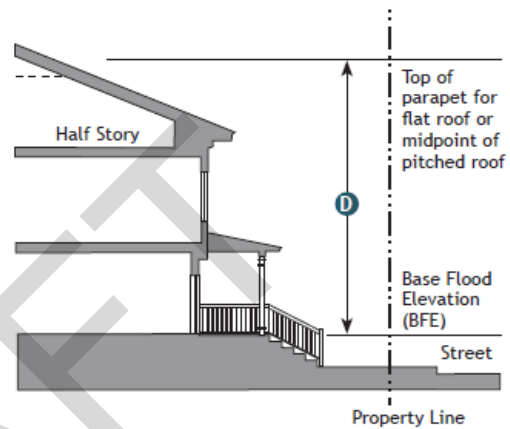 Top of
parapet for
flat roof or
midpoint of
pitched roof
Half Story
D
Base Flood
Elevation
(BFE)
Street
Property Line